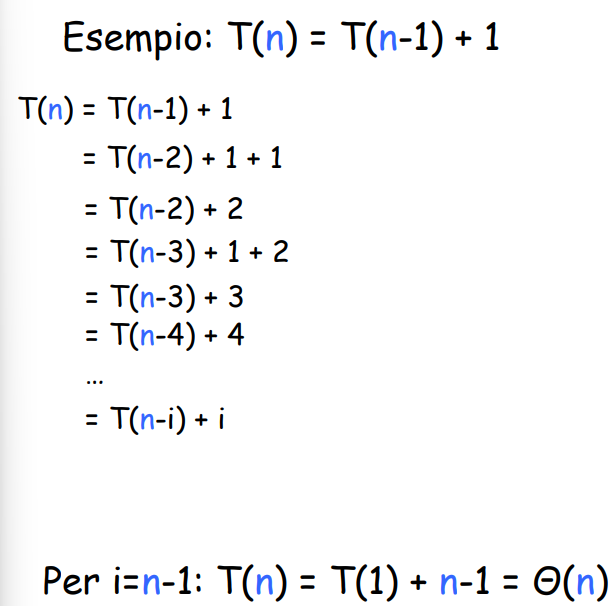 Esempio: T(n) = T(n-1) + 1
T(n) = T(n-1) + 1
= T(n-2) + 1 + 1
= T(n-2) + 2
= T(n-3) + 1 + 2
= T(n-3) + 3
= T(n-4) + 4
...
= T(n-i) + i
Per i=n-1: T(n) = T(1) + n-1 = Θ(n)